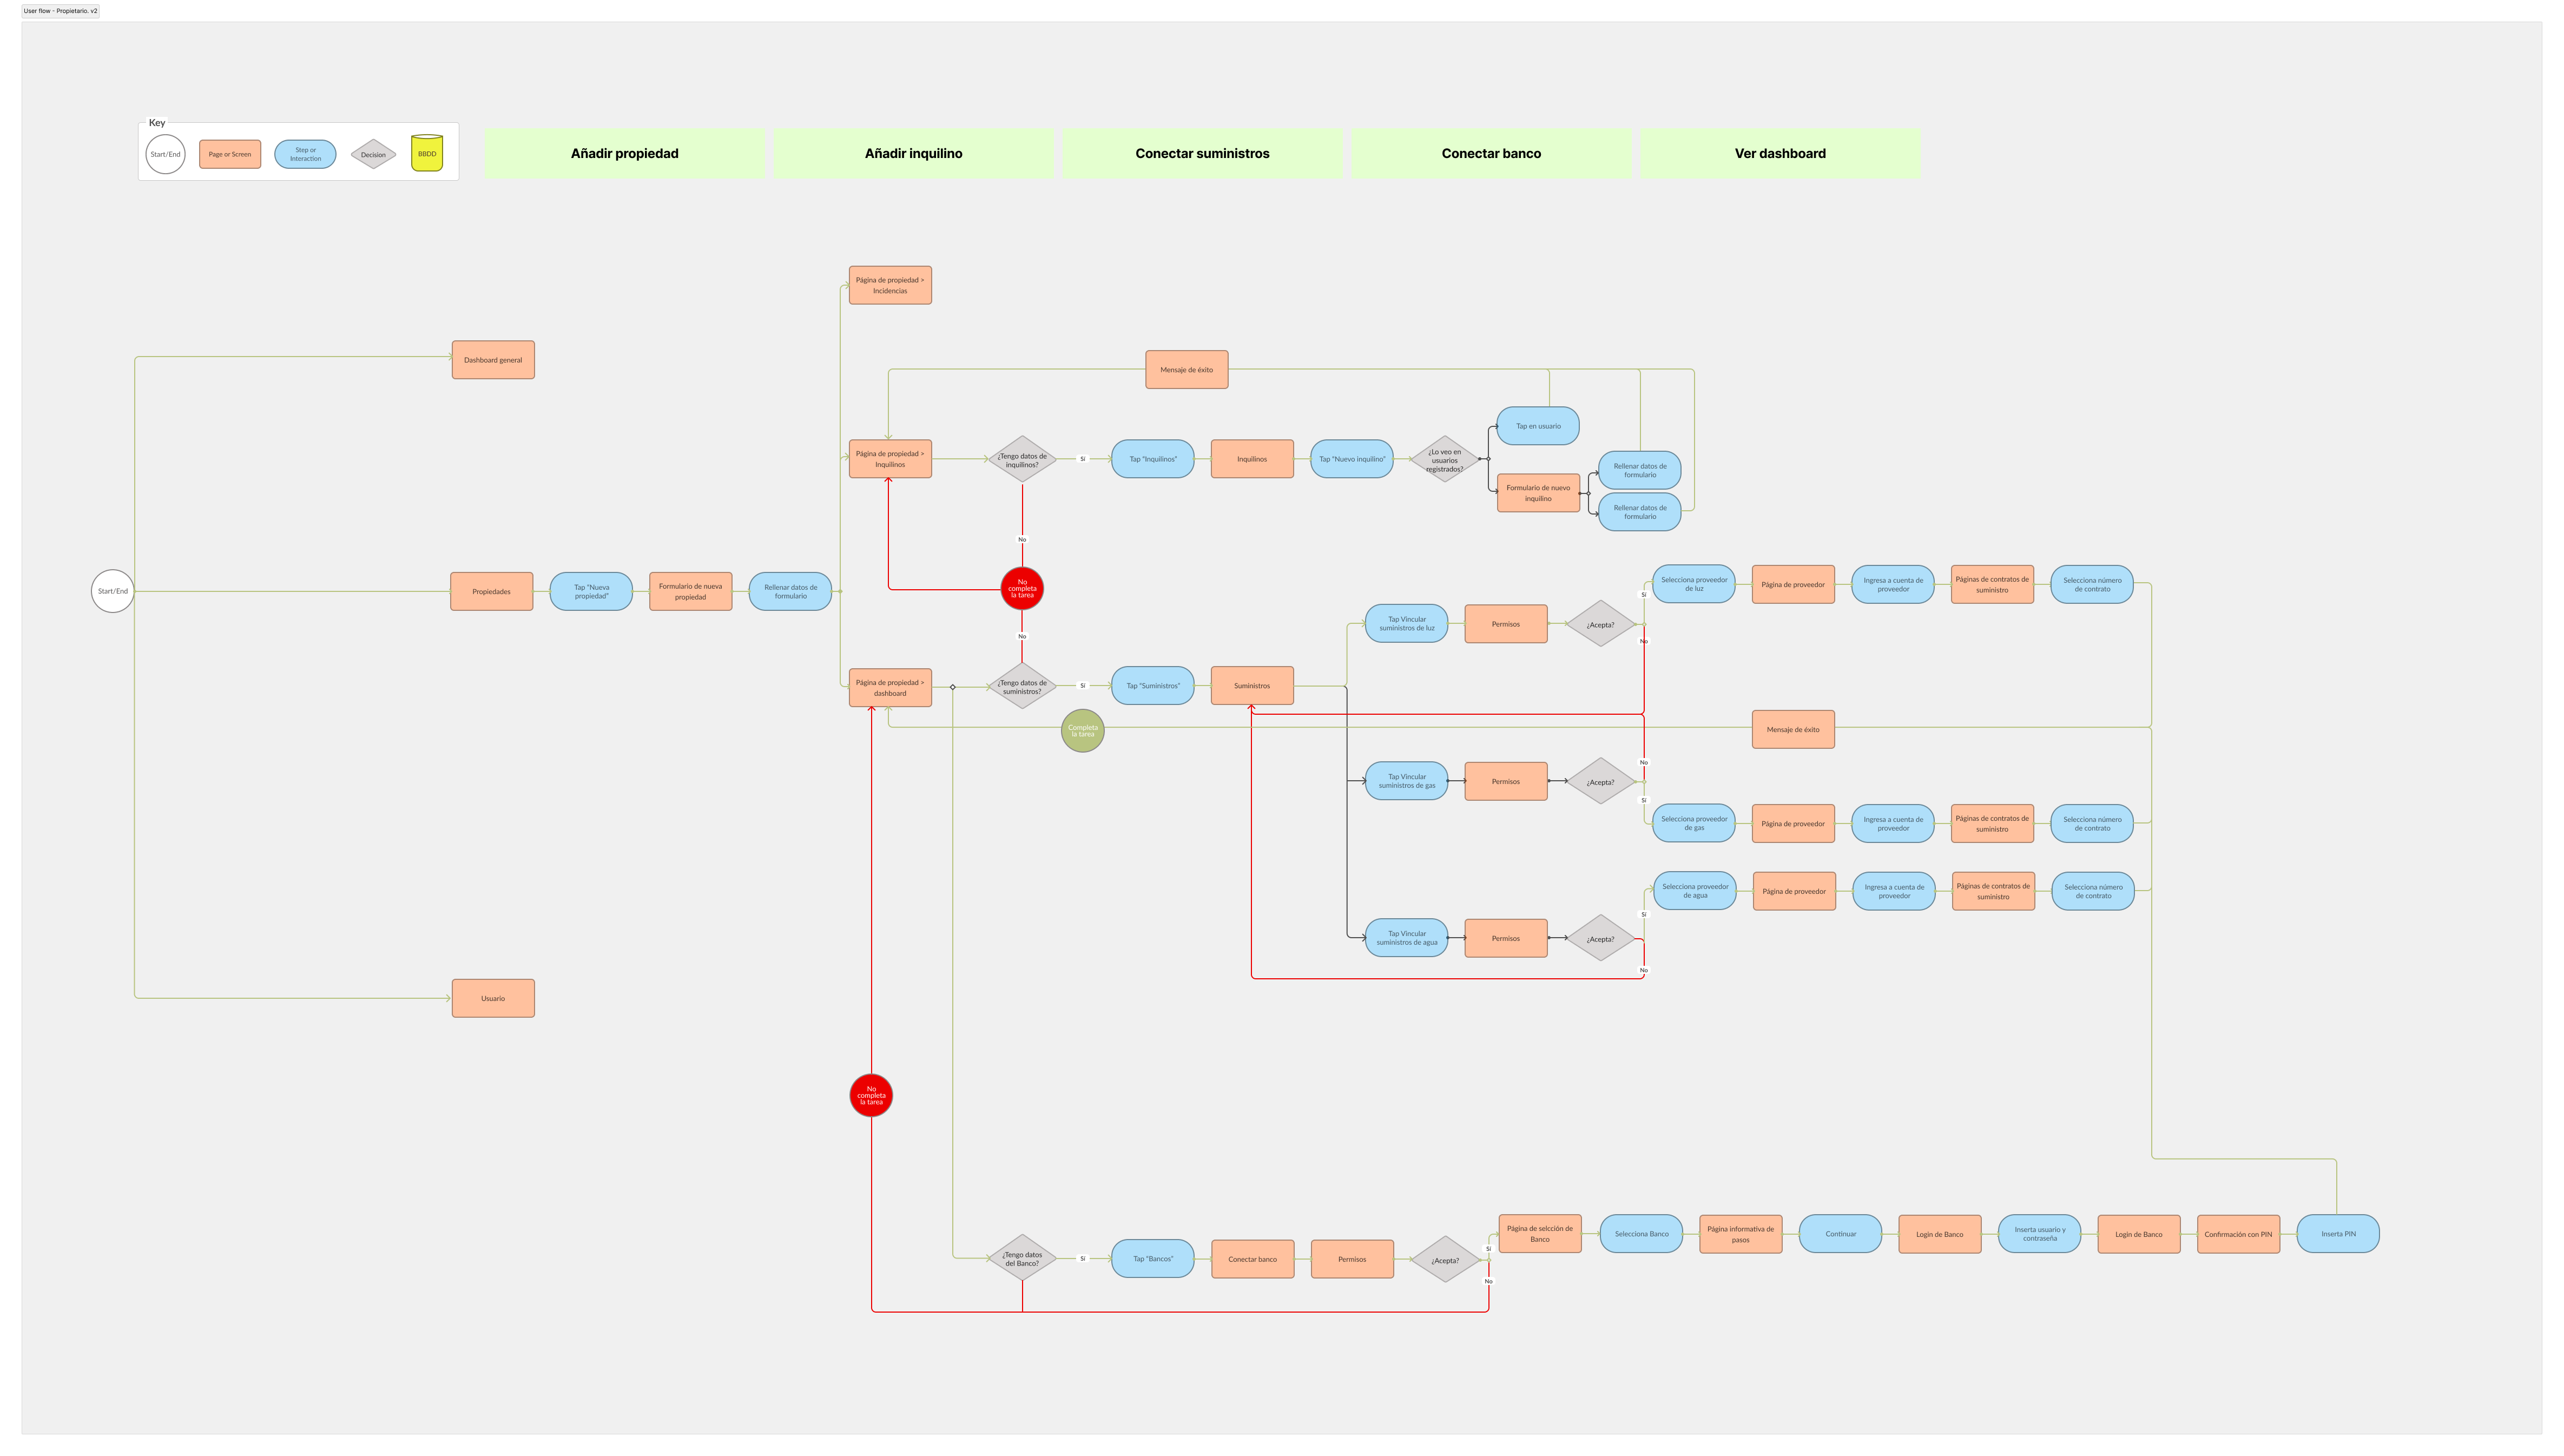 User flow - Propietario. v2
Key
Start/End
Page or Screen
Step or
Interaction
Decision
BBDD
Añadir propiedad
Añadir inquilino
Conectar suministros
Conectar banco
Ver dashboard
Página de propiedad >
Incidencias
Dashboard general
Mensaje de éxito
Tap en usuario
Página de propiedad >
Inquilinos
¿Tengo datos de
inquilinos?
Sí
Tap "Inquilinos"
Inquilinos
Tap "Nuevo inquilino"
¿Lo veo en
usuarios
registrados?
Rellenar datos de
formulario
Formulario de nuevo
inquilino
Rellenar datos de
formulario
No
Start/End
Propiedades
Tap "Nueva
propiedad"
Formulario de nueva
propiedad
Rellenar datos de
formulario
No
completa
la tarea
No
Selecciona proveedor
de luz
Página de proveedor
Ingresa a cuenta de
proveedor
Páginas de contratos de
suministro
Selecciona número
de contrato
Sí
Tap Vincular
suministros de luz
Permisos
¿Acepta?
No
Página de propiedad >
dashboard
¿Tengo datos de
suministros?
Sí
Tap "Suministros"
Suministros
Completa
la tarea
Mensaje de éxito
No
Tap Vincular
suministros de gas
Permisos
¿Acepta?
Sí
Selecciona proveedor
de gas
Página de proveedor
Ingresa a cuenta de
proveedor
Páginas de contratos de
suministro
Selecciona número
de contrato
Selecciona proveedor
de agua
Página de proveedor
Ingresa a cuenta de
proveedor
Páginas de contratos de
suministro
Selecciona número
de contrato
Sí
Tap Vincular
suministros de agua
Permisos
¿Acepta?
No
Usuario
No
completa
la tarea
¿Tengo datos
del Banco?
Sí
Tap "Bancos"
Conectar banco
Permisos
¿Acepta?
Sí
No
Página de selcción de
Banco
Selecciona Banco
Página informativa de
pasos
Continuar
Login de Banco
Inserta usuario y
contraseña
Login de Banco
Confirmación con PIN
Inserta PIN